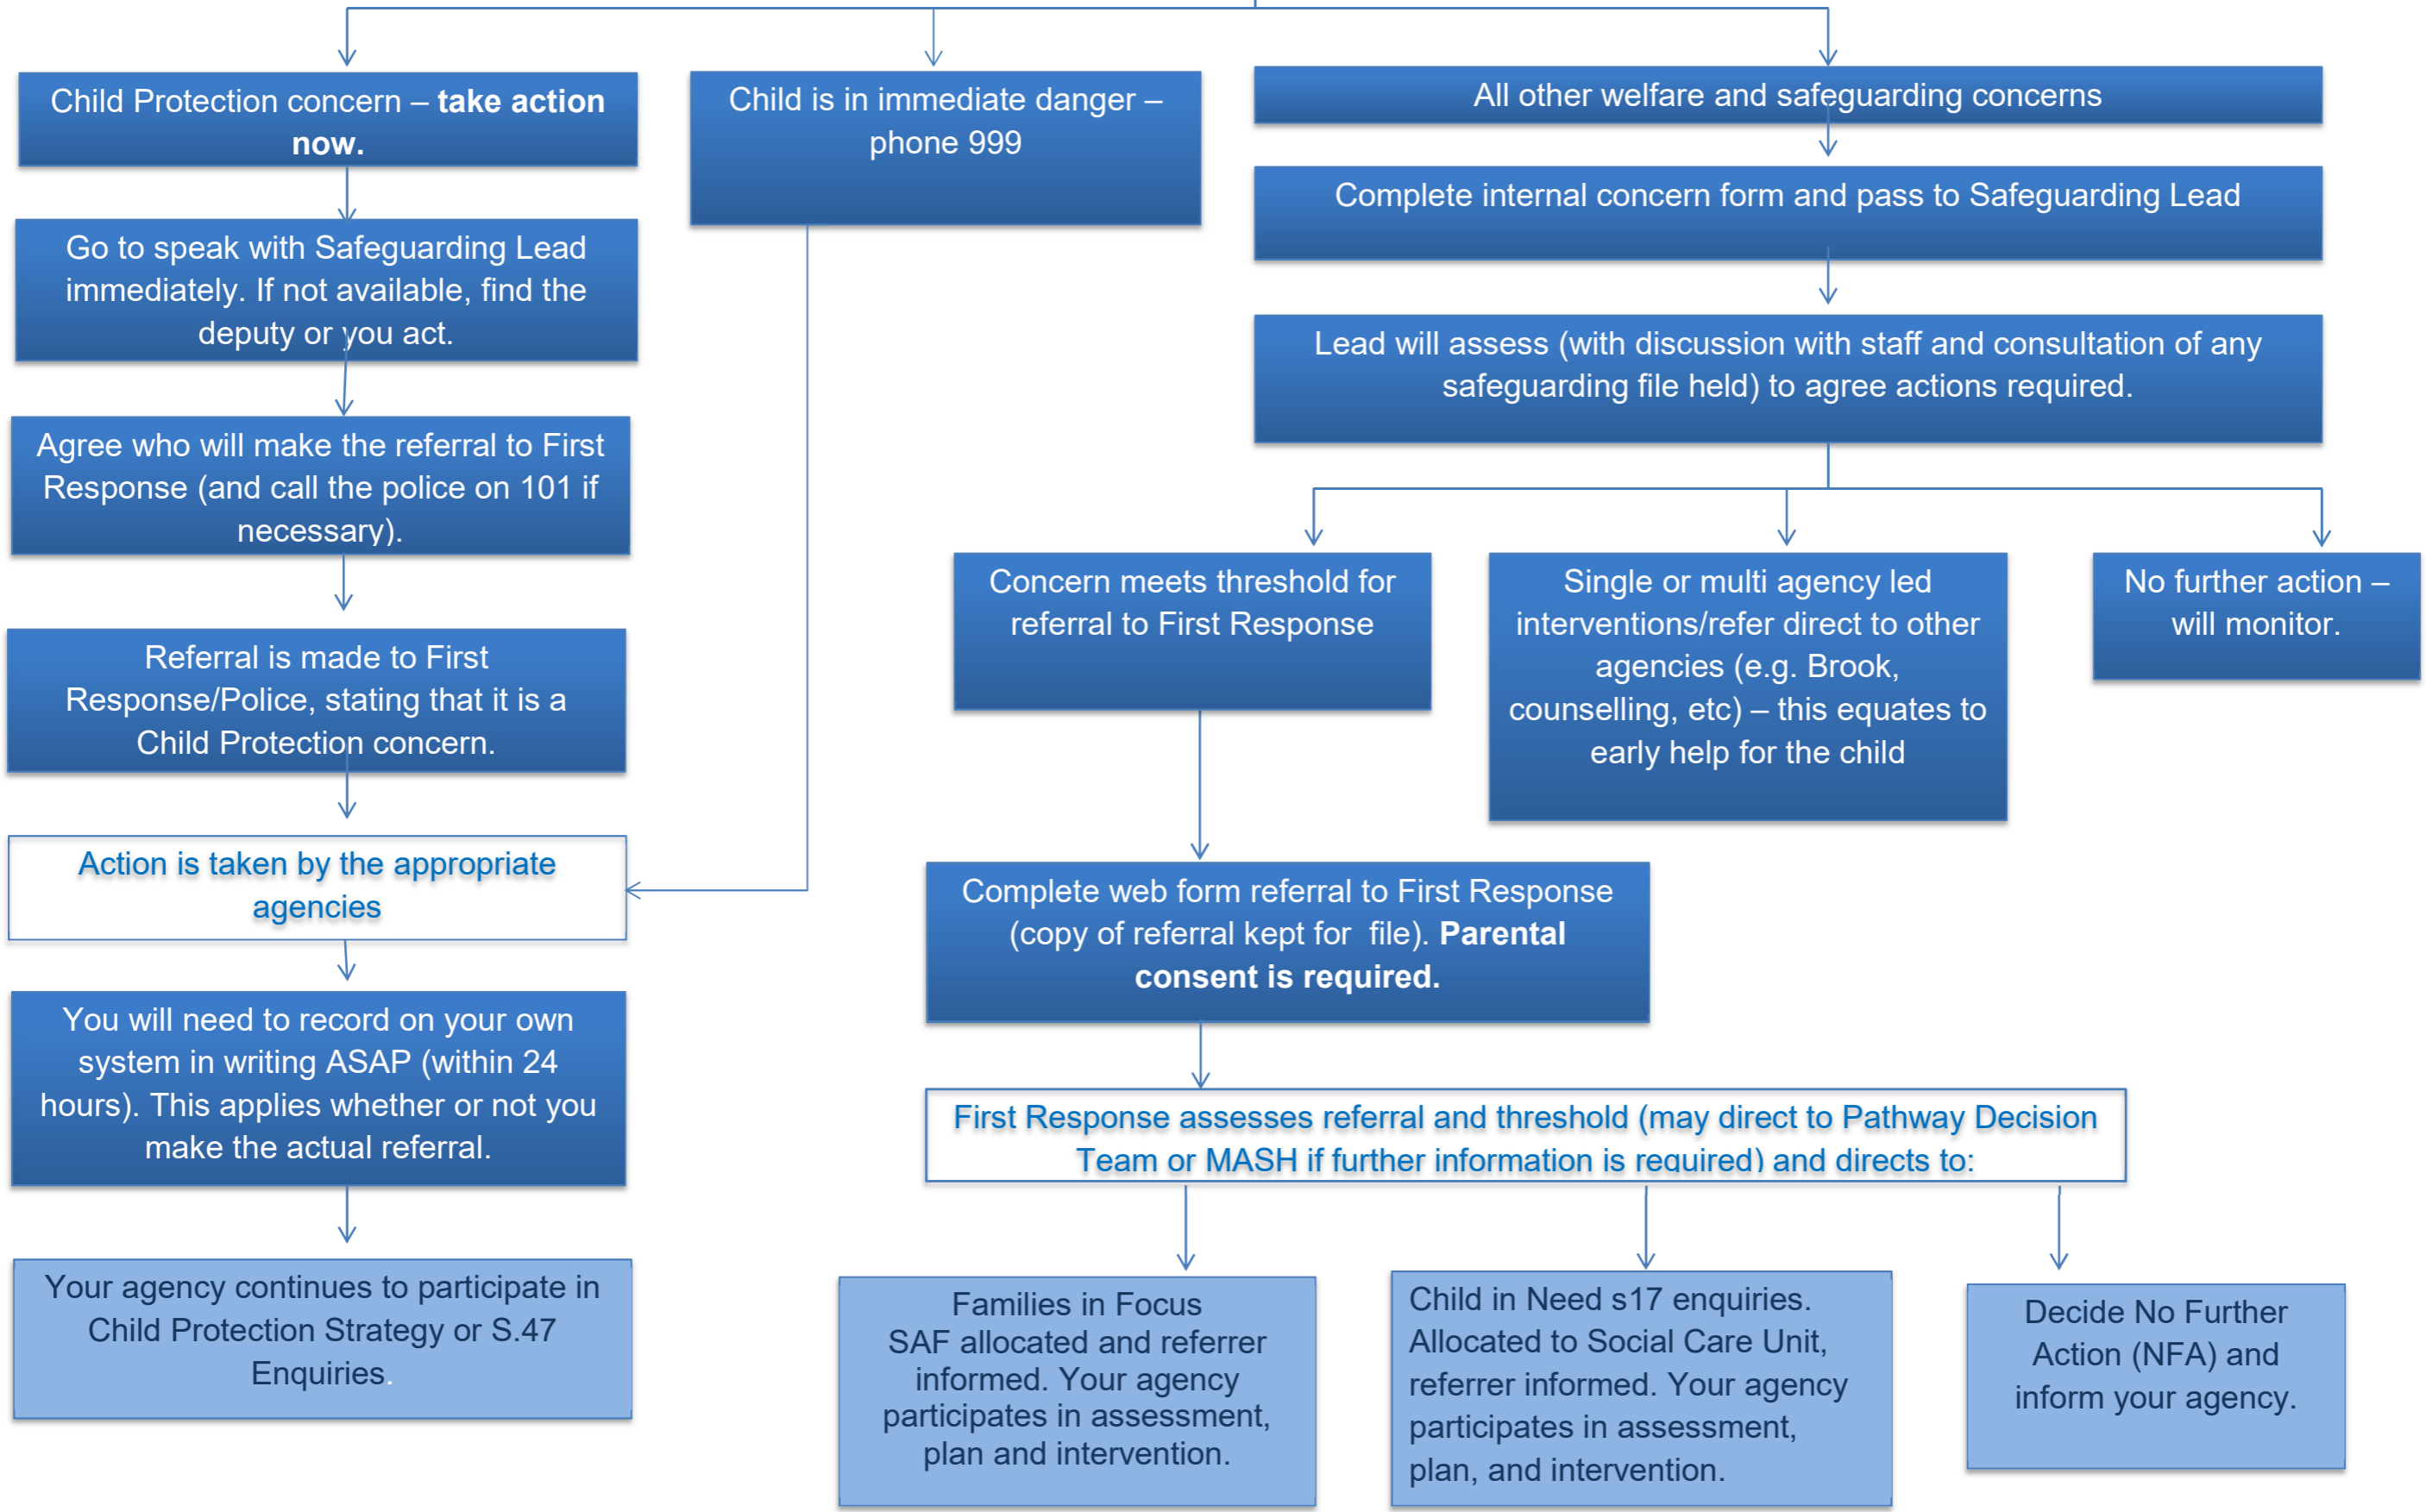 Child Protection concern – take action
now.
Go to speak with Safeguarding Lead
immediately. If not available, find the
deputy or you act.
Agree who will make the referral to First
Response (and call the police on 101 if
necessary).
Referral is made to First
Response/Police, stating that it is a
Child Protection concern.
Action is taken by the appropriate
agencies
You will need to record on your own
system in writing ASAP (within 24
hours). This applies whether or not you
make the actual referral.
Your agency continues to participate in
Child Protection Strategy or S.47
Enquiries.
Child is in immediate danger –
phone 999
All other welfare and safeguarding concerns
Complete internal concern form and pass to Safeguarding Lead
Lead will assess (with discussion with staff and consultation of any
safeguarding file held) to agree actions required.
Concern meets threshold for
referral to First Response
Single or multi agency led
interventions/refer direct to other
agencies (e.g. Brook,
counselling, etc) – this equates to
early help for the child
No further action –
will monitor.
Complete web form referral to First Response
(copy of referral kept for file). Parental
consent is required.
First Response assesses referral and threshold (may direct to Pathway Decision
Team or MASH if further information is required) and directs to:
Families in Focus
SAF allocated and referrer
informed. Your agency
participates in assessment,
plan and intervention.
Child in Need s17 enquiries.
Allocated to Social Care Unit,
referrer informed. Your agency
participates in assessment,
plan, and intervention.
Decide No Further
Action (NFA) and
inform your agency.